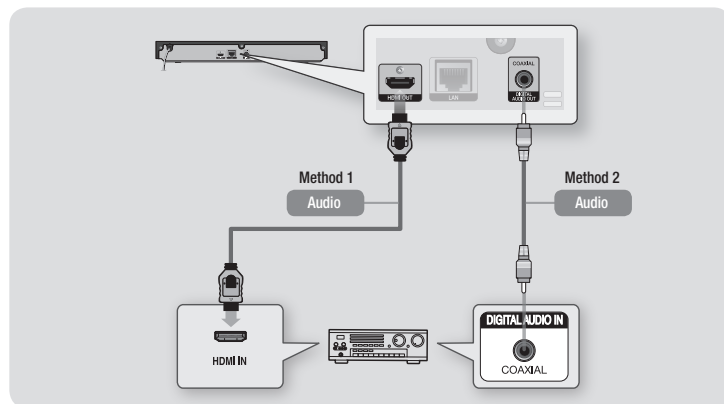 COAXIAL
HDMI OUT
LAN
DIGITAL
AUDIO OUT
Method 1
Audio
Method 2
Audio
HDMI IN
DIGITAL AUDIO IN
COAXIAL